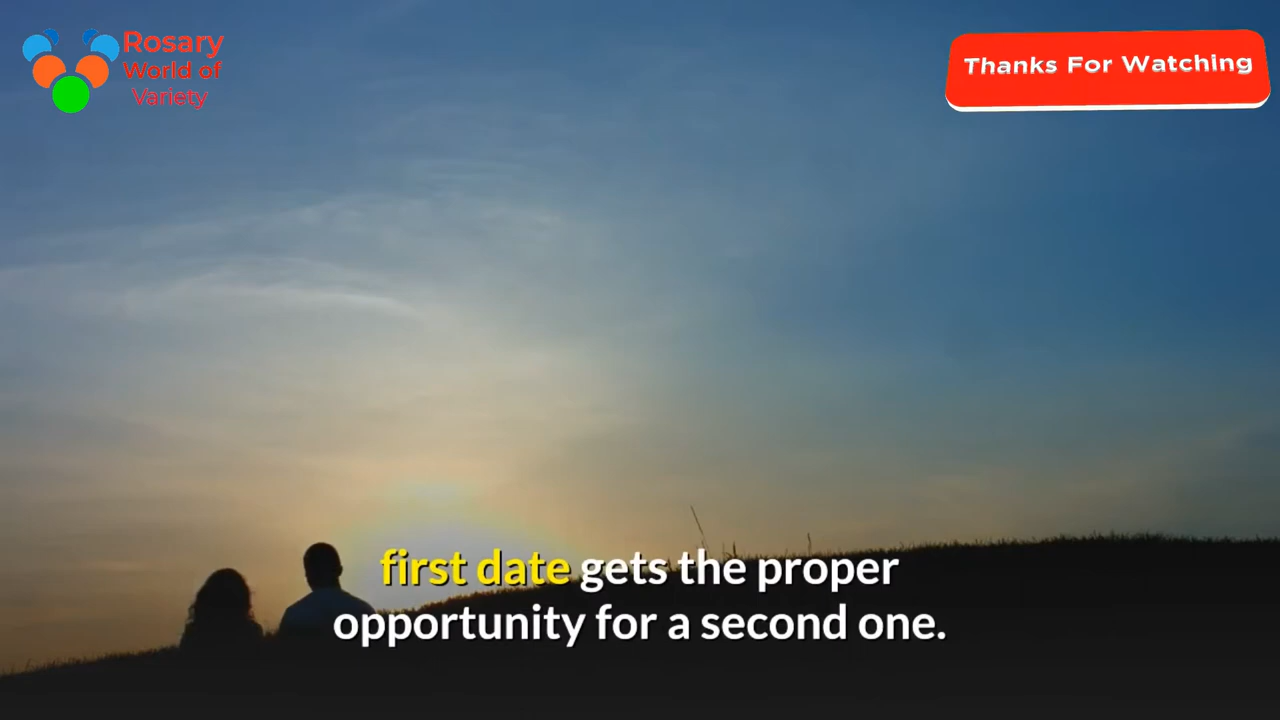 Rosary
World of
Variety
Thanks For Watching
first date gets the proper
opportunity for a second one.